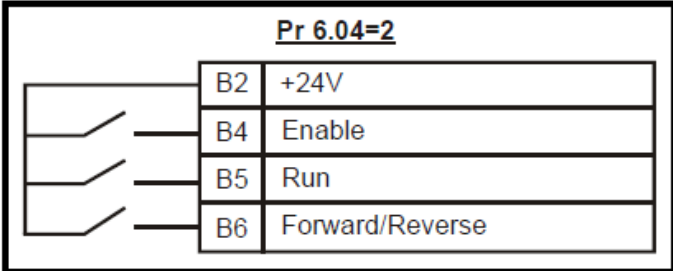 Pr 6.04=2
B2 +24V
B4 Enable
B5 Run
B6 Forward/Reverse